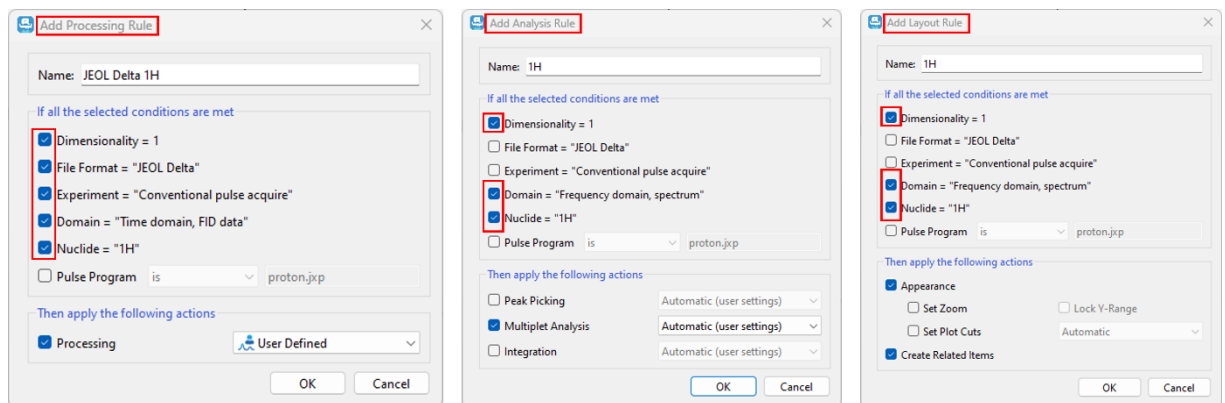 Add Processing Rule
Name: JEOL Delta 1H
If all the selected conditions are met
Dimensionality = 1
File Format = "JEOL Delta"
Experiment = "Conventional pulse acquire"
Domain = "Time domain, FID data"
Nuclide = "1H"
Pulse Program is proton.jxp
Then apply the following actions
Processing User Defined
OK Cancel
Add Analysis Rule
Name: 1H
If all the selected conditions are met
Dimensionality = 1
File Format = "JEOL Delta"
Experiment = "Conventional pulse acquire"
Domain = "Frequency domain, spectrum"
Nuclide = "1H"
Pulse Program is proton.jxp
Then apply the following actions
Peak Picking Automatic (user settings)
Multiplet Analysis Automatic (user settings)
Integration Automatic (user settings)
OK Cancel
Add Layout Rule
Name: 1H
If all the selected conditions are met
Dimensionality = 1
File Format = "JEOL Delta"
Experiment = "Conventional pulse acquire"
Domain = "Frequency domain, spectrum"
Nuclide = "1H"
Pulse Program is proton.jxp
Then apply the following actions
Appearance
Set Zoom Lock Y-Range
Set Plot Cuts Automatic
Create Related Items
OK Cancel